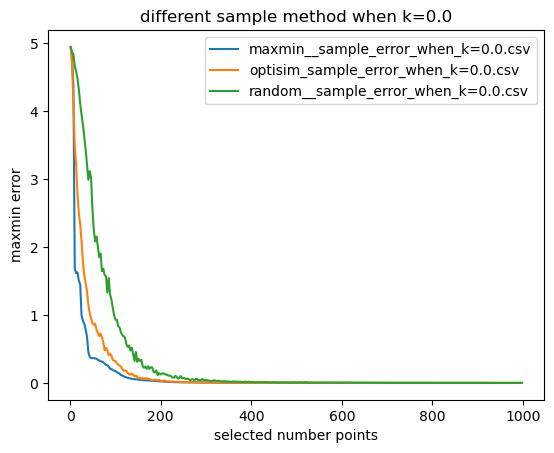 different sample method when k=0.0
maxmin__sample_error_when_k=0.0.csv
optisim_sample_error_when_k=0.0.csv
random__sample_error_when_k=0.0.csv
maxmin error
5
4
3
2
1
0
0
200
400
600
800
1000
selected number points